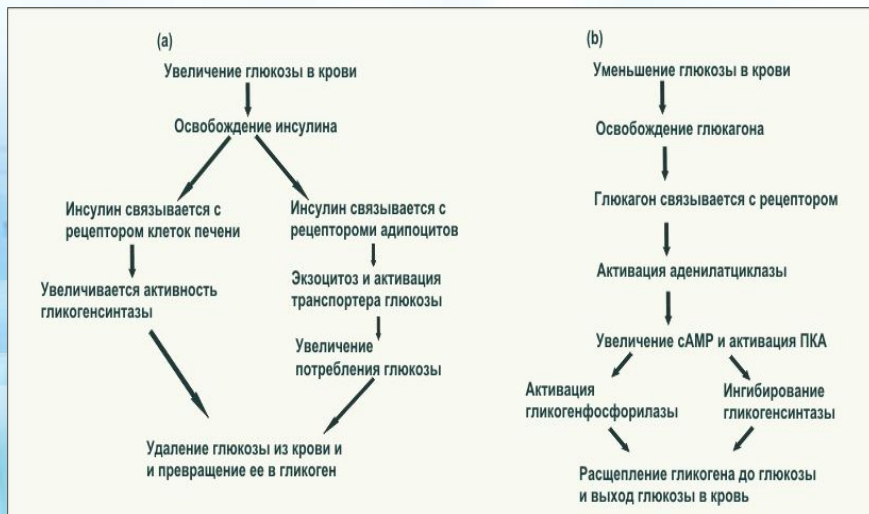 (a)
Увеличение глюкозы в крови
Освобождение инсулина
Инсулин связывается с
рецептором клеток печени
Инсулин связывается с
рецептороми адипоцитов
Увеличивается активность
гликогенсинтазы
Экзоцитоз и активация
транспортера глюкозы
Увеличение
потребления глюкозы
Удаление глюкозы из крови и
и превращение ее в гликоген
(b)
Уменьшение глюкозы в крови
Освобождение глюкагона
Глюкагон связывается с рецептором
Активация аденилатциклазы
Увеличение сАМР и активация ПКА
Активация
гликогенфосфорилазы
Ингибирование
гликогенсинтазы
Расщепление гликогена до глюкозы
и выход глюкозы в кровь